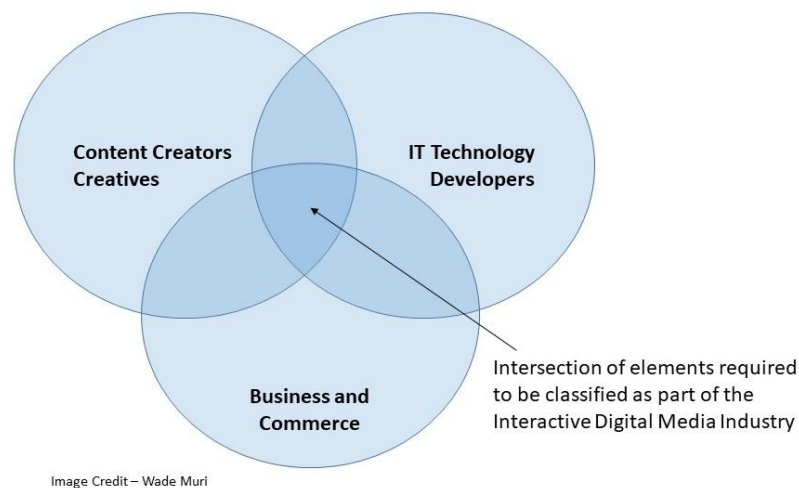 Content Creators
Creatives
IT Technology
Developers
Business and
Commerce
Intersection of elements required
to be classified as part of the
Interactive Digital Media Industry
Image Credit – Wade Muri